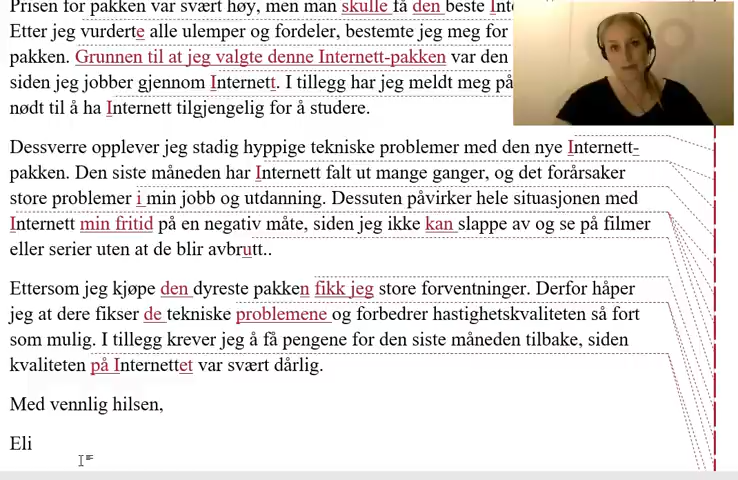 Prisen for pakken var svært høy, men man skulle få den beste Int
Etter jeg vurderte alle ulemper og fordeler, bestemte jeg meg for
pakken. Grunnen til at jeg valgte denne Internett-pakken var den
siden jeg jobber gjennom Internett. I tillegg har jeg meldt meg på
nødt til å ha Internett tilgjengelig for å studere.
Dessverre opplever jeg stadig hyppige tekniske problemer med den nye Internett-
pakken. Den siste måneden har Internett falt ut mange ganger, og det forårsaker
store problemer i min jobb og utdanning. Dessuten påvirker hele situasjonen med
Internett min fritid på en negativ måte, siden jeg ikke kan slappe av og se på filmer
eller serier uten at de blir avbrutt..
Ettersom jeg kjøpe den dyreste pakken fikk jeg store forventninger. Derfor håper
jeg at dere fikser de tekniske problemene og forbedrer hastighetskvaliteten så fort
som mulig. I tillegg krever jeg å få pengene for den siste måneden tilbake, siden
kvaliteten på Internettet var svært dårlig.
Med vennlig hilsen,
Eli